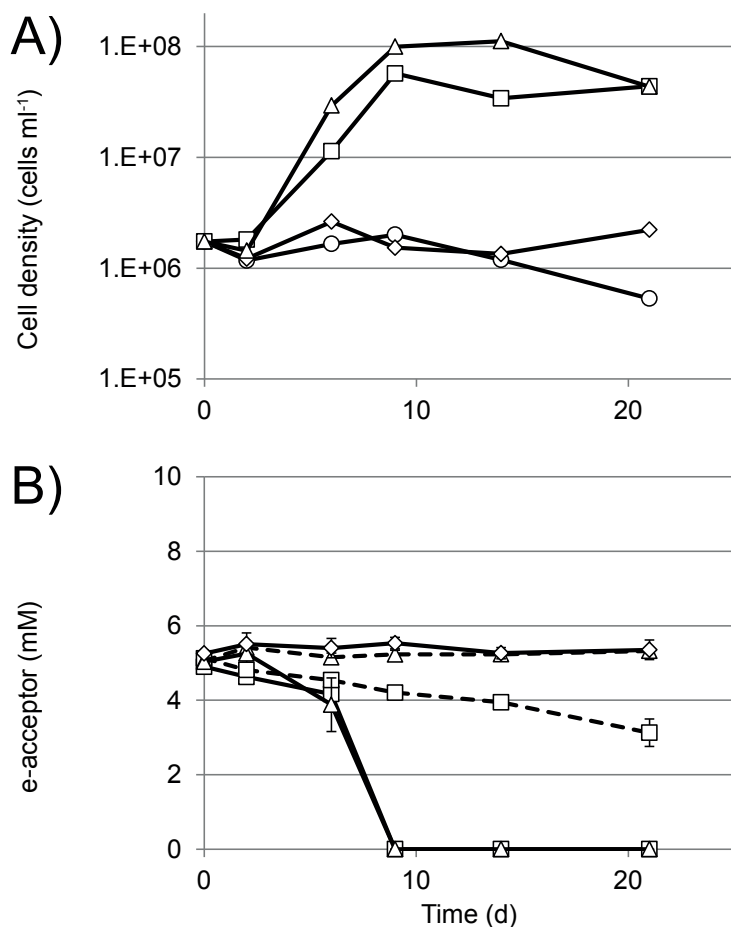 A)
1.E+08
1.E+07
1.E+06
1.E+05
Cell density (cells ml⁻¹)
0
10
20
B)
10
8
6
4
2
0
e-acceptor (mM)
0
10
20
Time (d)